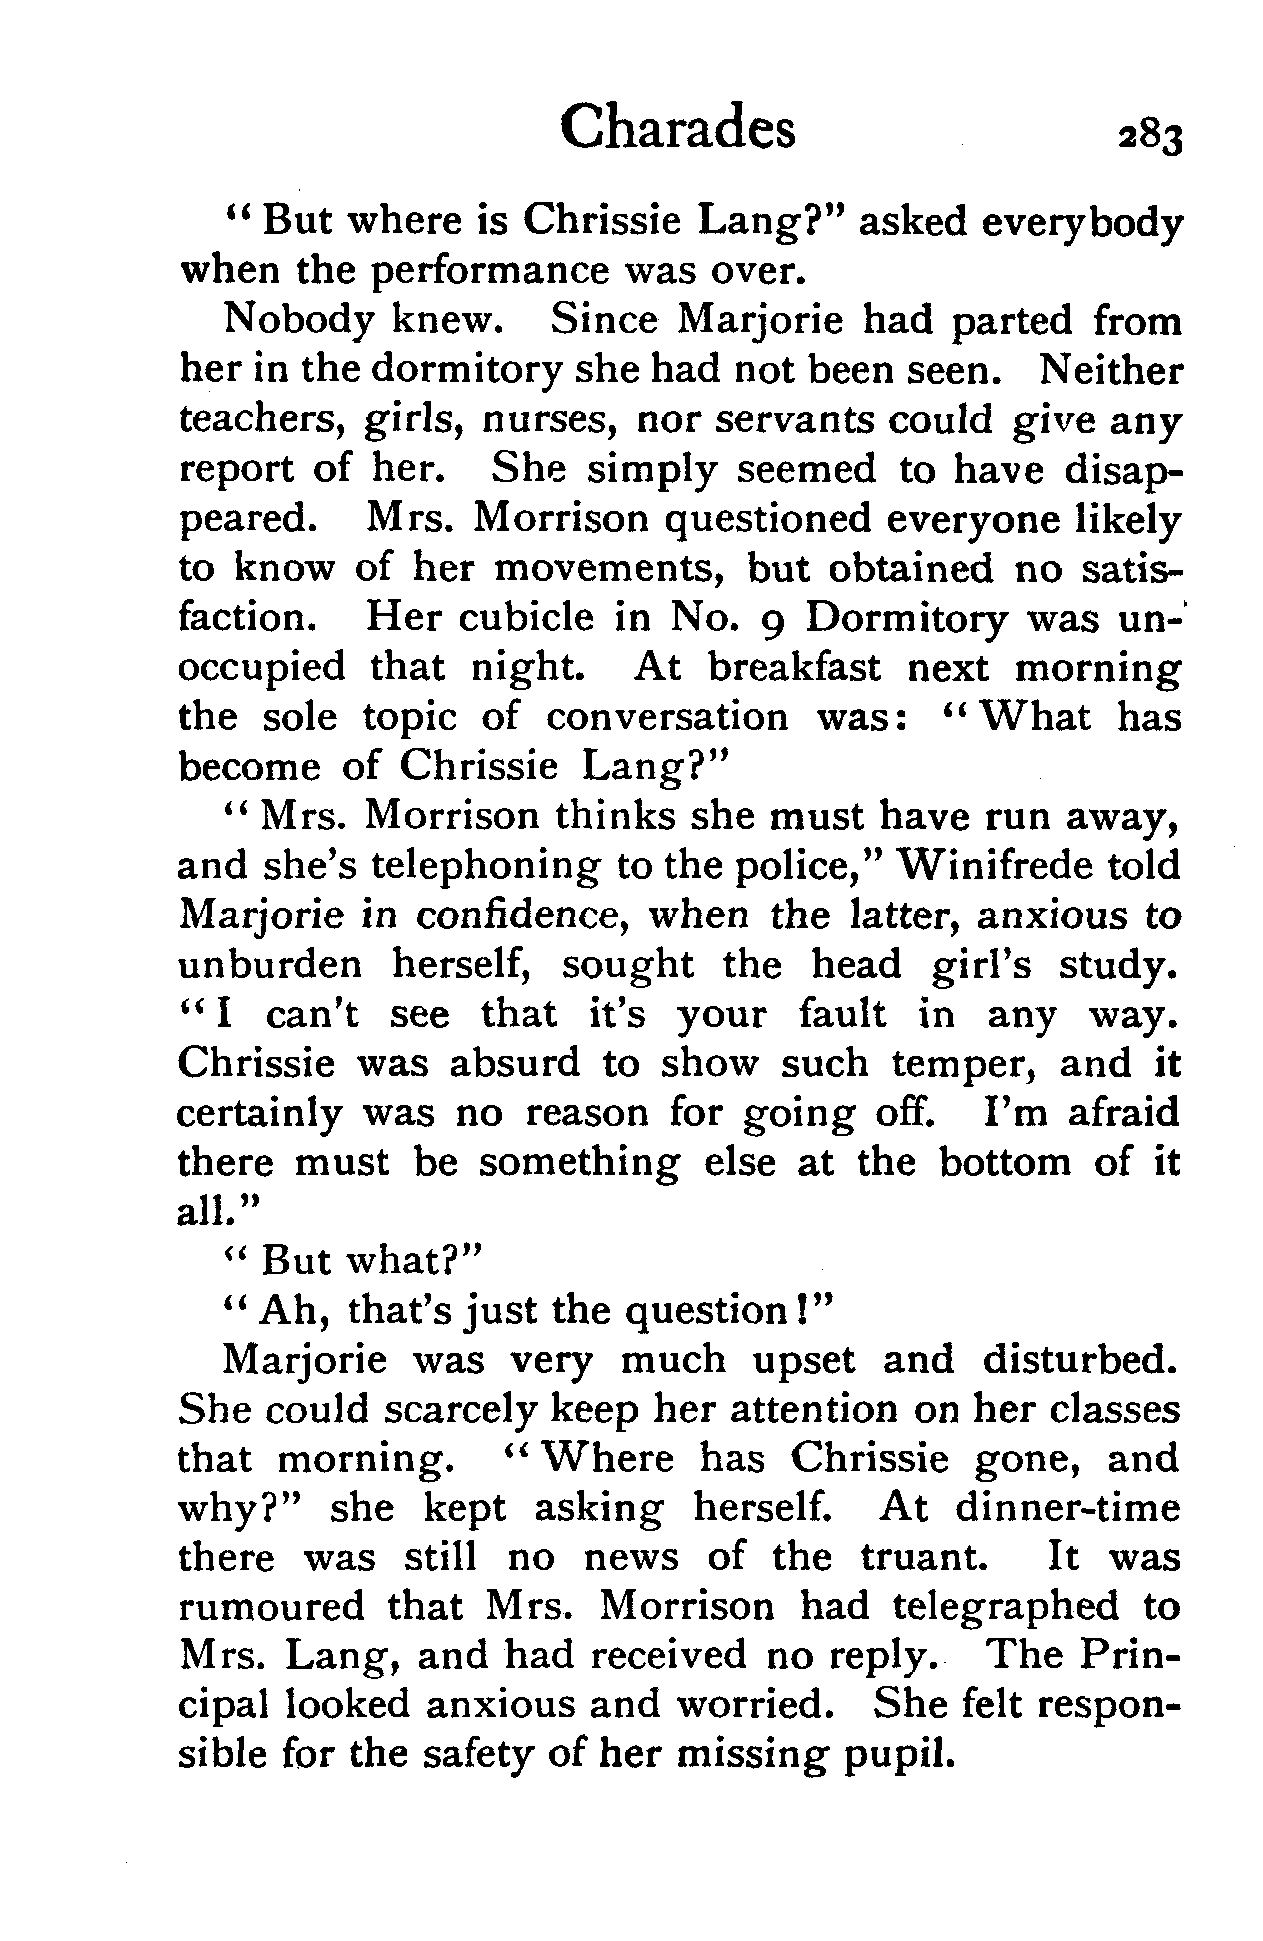 Charades 283
" But where is Chrissie Lang?" asked everybody
when the performance was over.
Nobody knew. Since Marjorie had parted from
her in the dormitory she had not been seen. Neither
teachers, girls, nurses, nor servants could give any
report of her. She simply seemed to have disap-
peared. Mrs. Morrison questioned everyone likely
to know of her movements, but obtained no satis-
faction. Her cubicle in No. 9 Dormitory was un-
occupied that night. At breakfast next morning
the sole topic of conversation was: " What has
become of Chrissie Lang?"
" Mrs. Morrison thinks she must have run away,
and she's telephoning to the police," Winifrede told
Marjorie in confidence, when the latter, anxious to
unburden herself, sought the head girl's study.
" I can't see that it's your fault in any way.
Chrissie was absurd to show such temper, and it
certainly was no reason for going off. I'm afraid
there must be something else at the bottom of it
all."
" But what?"
" Ah, that's just the question!"
Marjorie was very much upset and disturbed.
She could scarcely keep her attention on her classes
that morning. " Where has Chrissie gone, and
why?" she kept asking herself. At dinner-time
there was still no news of the truant. It was
rumoured that Mrs. Morrison had telegraphed to
Mrs. Lang, and had received no reply. The Prin-
cipal looked anxious and worried. She felt respon-
sible for the safety of her missing pupil.